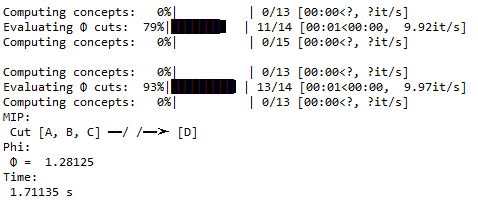 Computing concepts:   0%|          | 0/13 [00:00<?, ?it/s]
Evaluating Φ cuts:  79%|███████▊  | 11/14 [00:01<00:00,  9.92it/s]
Computing concepts:   0%|          | 0/15 [00:00<?, ?it/s]
Computing concepts:   0%|          | 0/13 [00:00<?, ?it/s]
Evaluating Φ cuts:  93%|█████████▎| 13/14 [00:01<00:00,  9.97it/s]
Computing concepts:   0%|          | 0/13 [00:00<?, ?it/s]
MIP:
Cut [A, B, C] ━━/ /━━➤ [D]
Phi:
Φ =  1.28125
Time:
1.71135 s